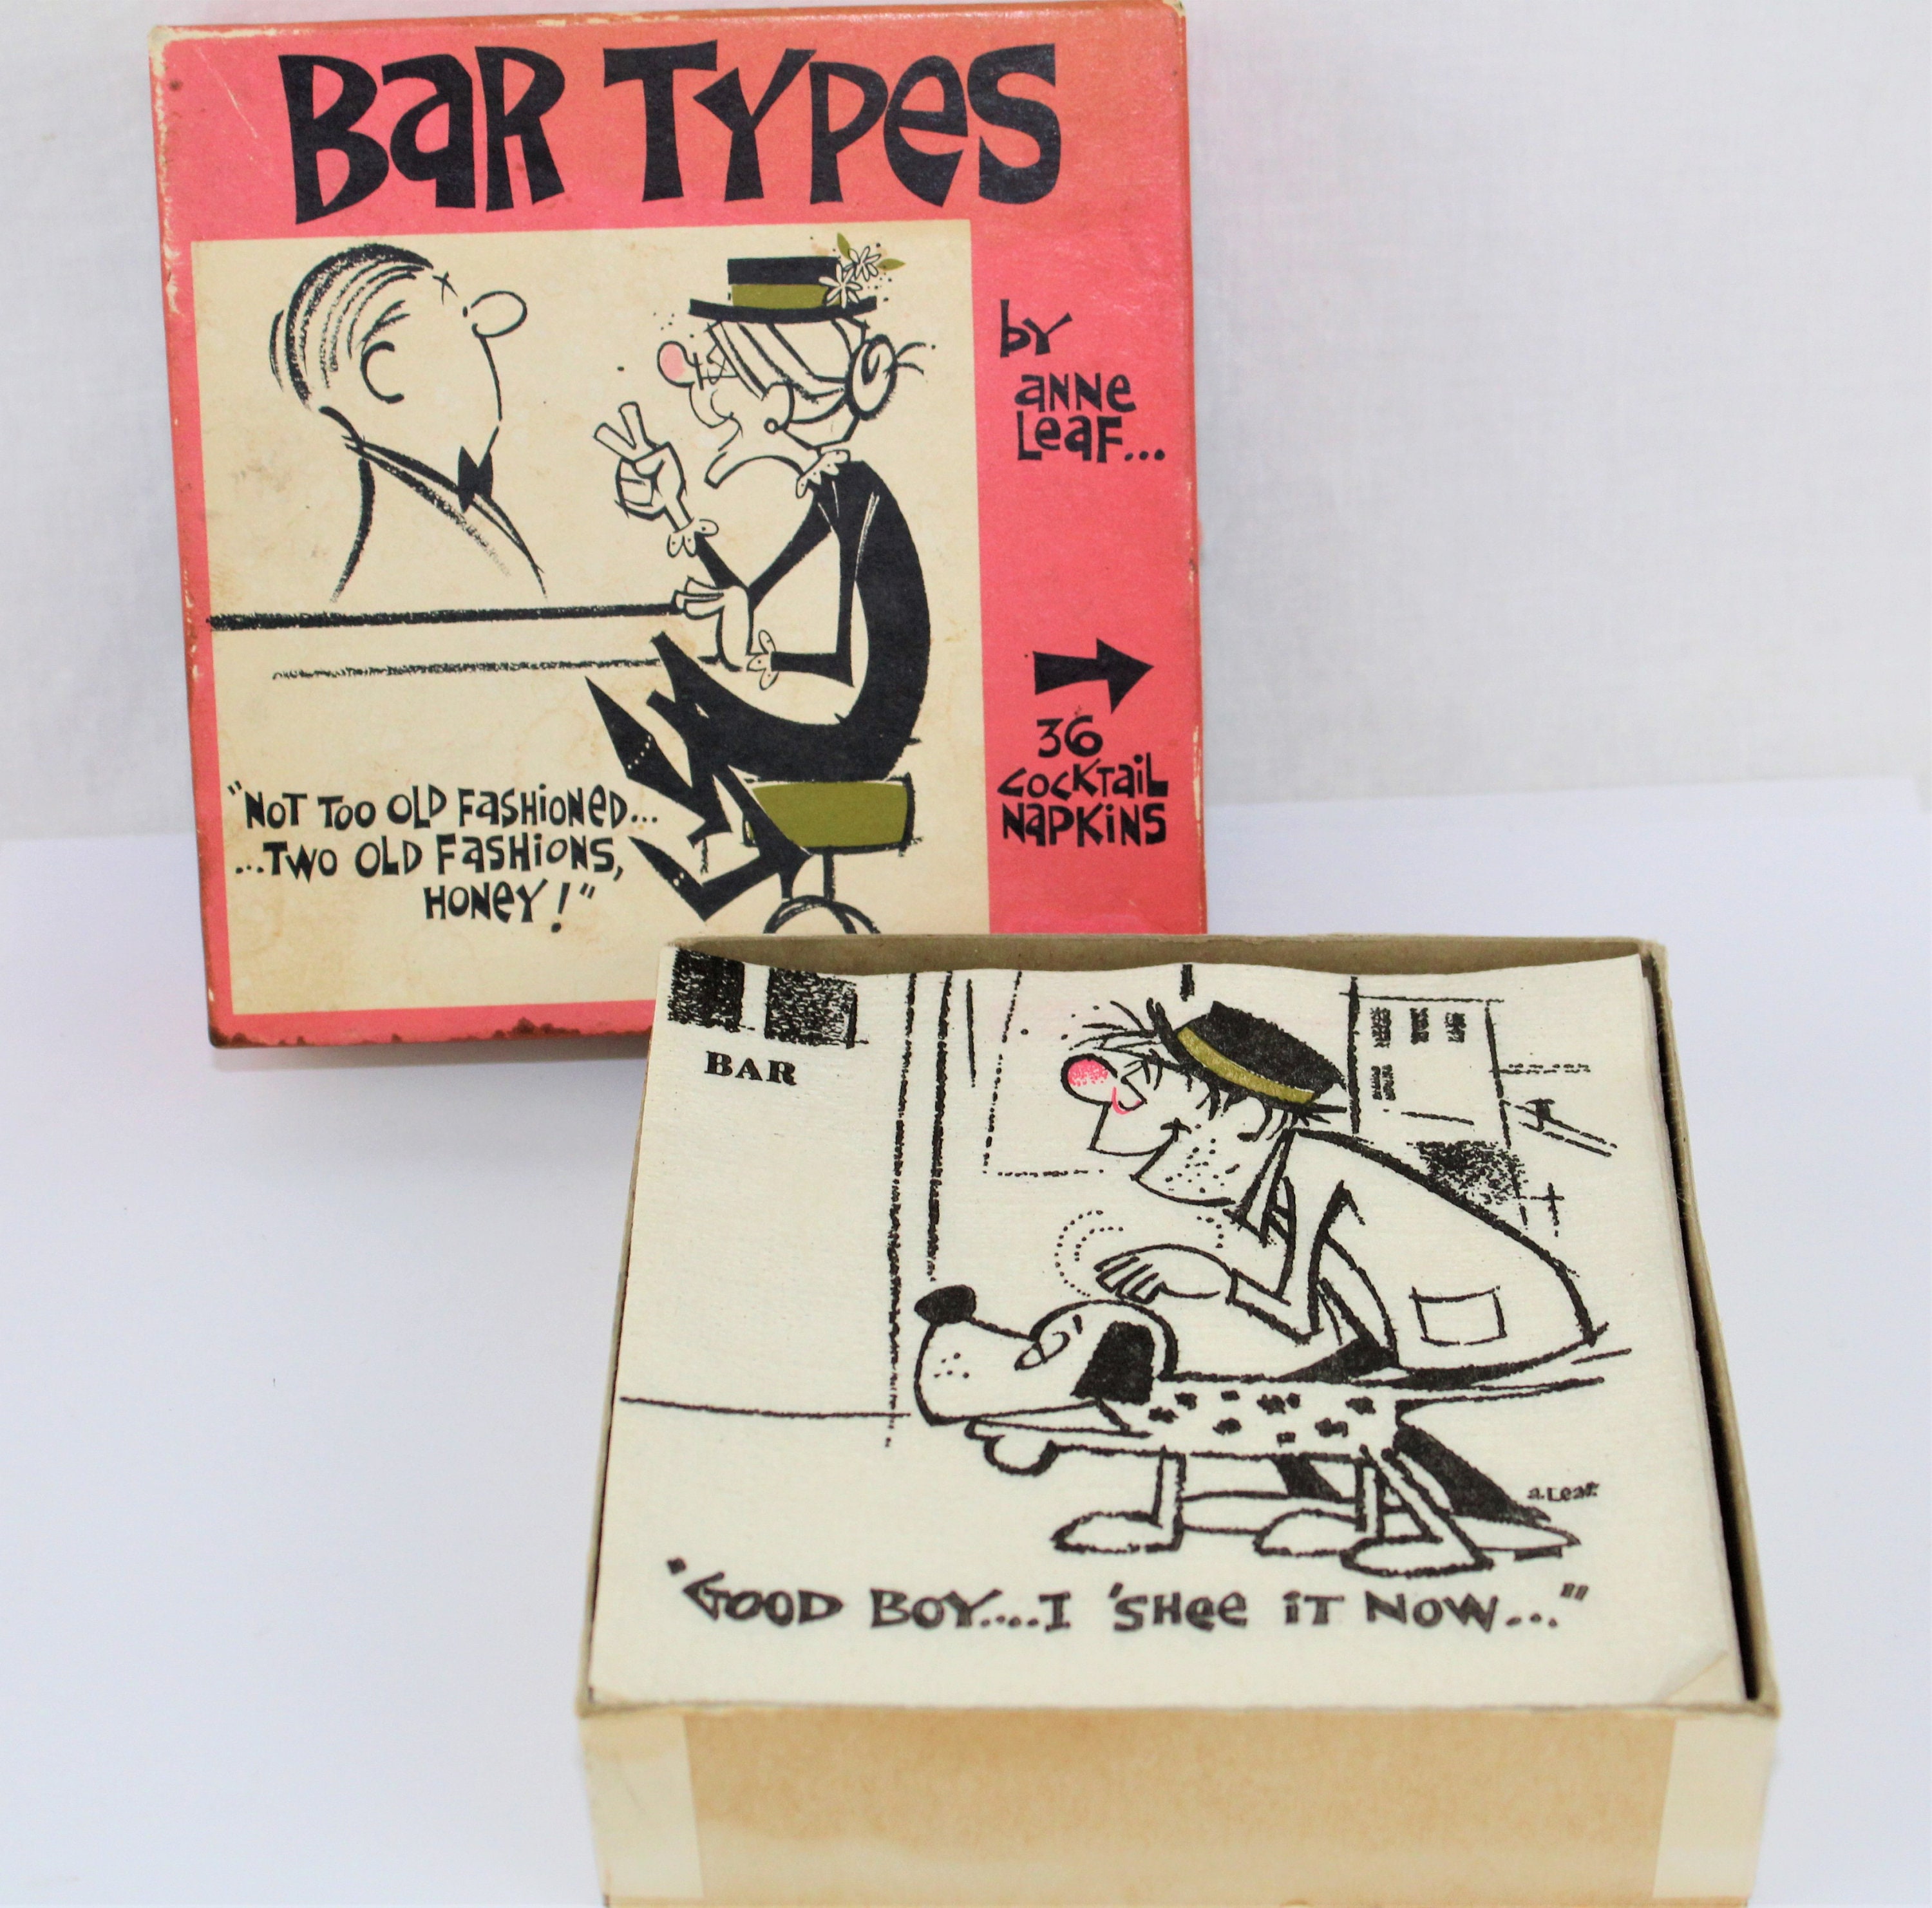 BaR TYPeS
by
aNNe
Leaf...
36
COCKTaiL
NaPKiNS
"NOT TOO OLD FaSHiONeD...
...TWO OLD FaSHiONS,
HONeY!"
BAR
a.Leaf
"GOOD BOY....I 'SHee iT NOW..."